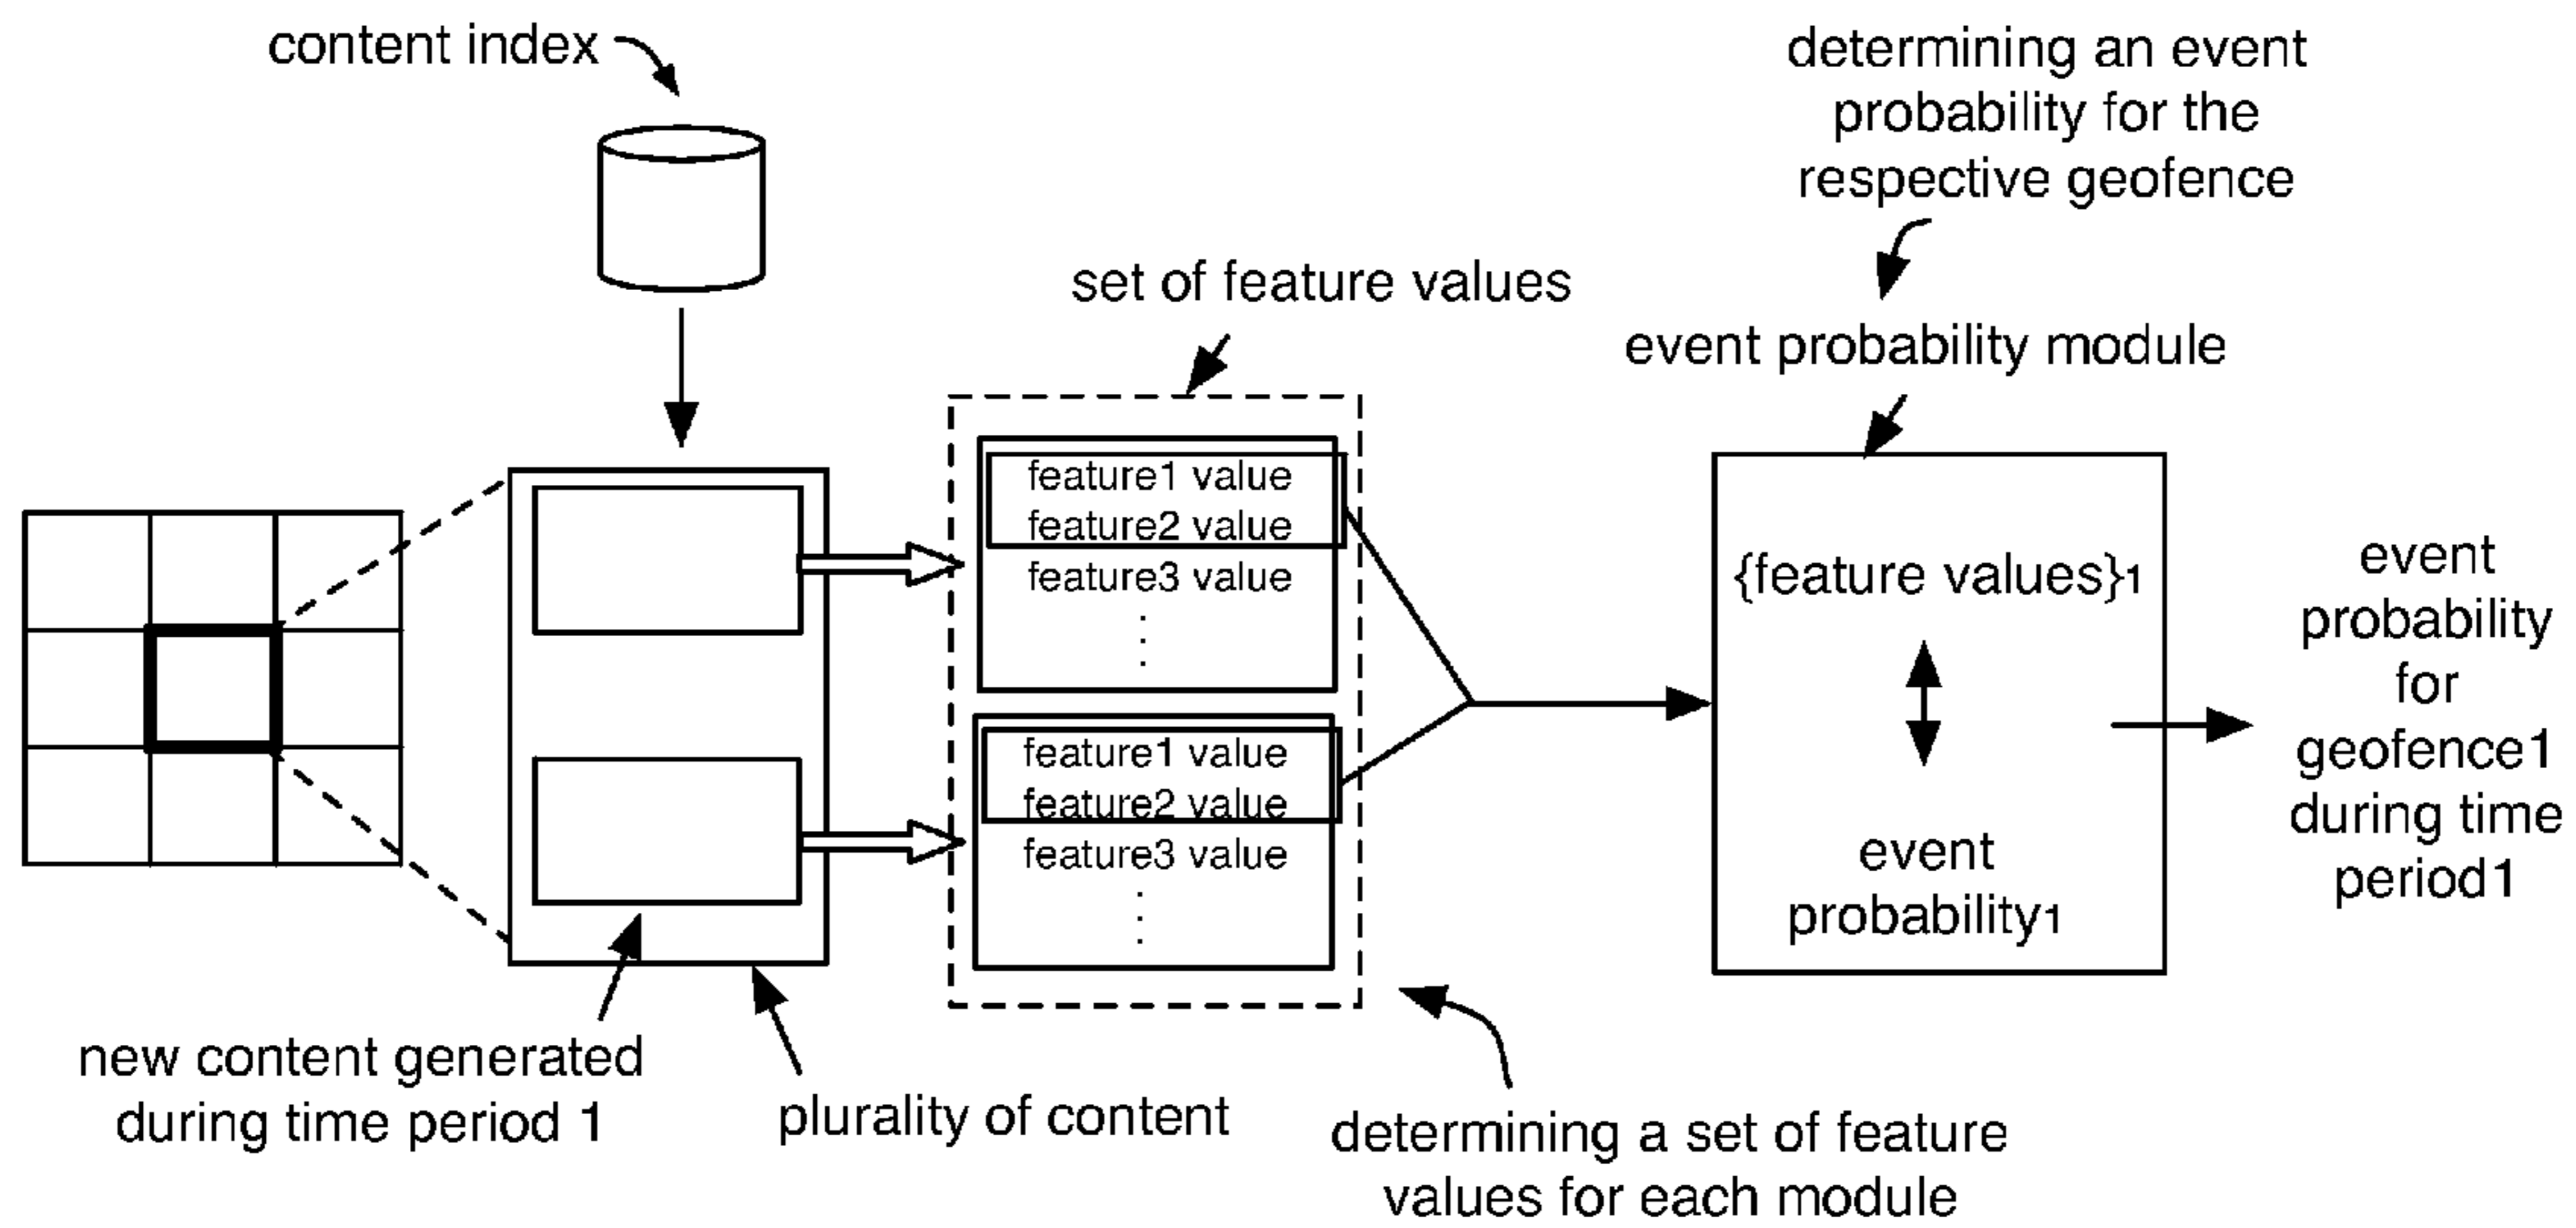 content index
determining an event
probability for the
respective geofence
set of feature values
event probability module
feature1 value
feature2 value
feature3 value
feature1 value
feature2 value
feature3 value
{feature values}1
event
probability1
event
probability
for
geofence1
during time
period1
new content generated
during time period 1
plurality of content
determining a set of feature
values for each module